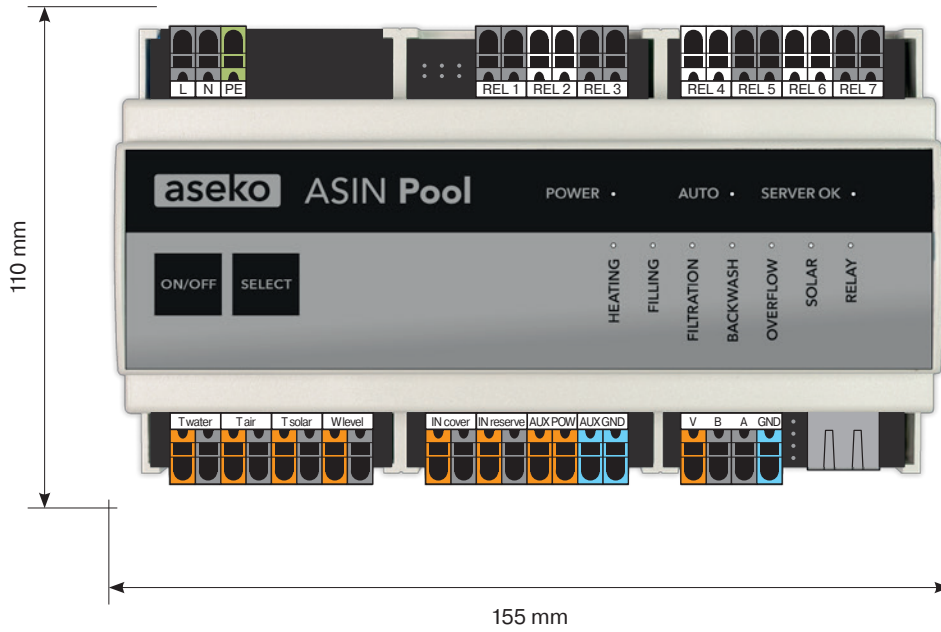 L N PE REL 1 REL 2 REL 3 REL 4 REL 5 REL 6 REL 7
aseko ASIN Pool POWER AUTO SERVER OK
ON/OFF SELECT
HEATING
FILLING
FILTRATION
BACKWASH
OVERFLOW
SOLAR
RELAY
T water T air T solar W level IN cover IN reserve AUX POW AUX GND V B A GND
110 mm
155 mm